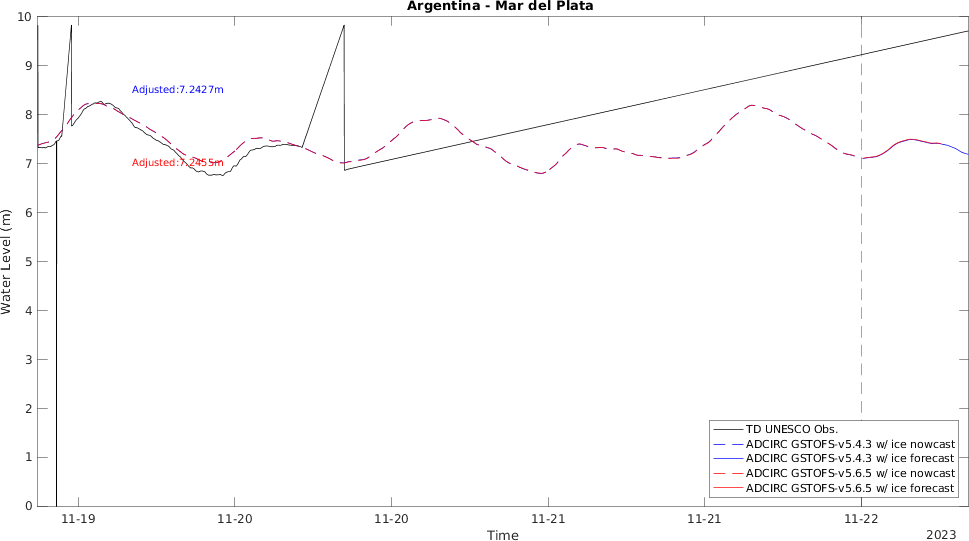 Argentina - Mar del Plata
10
9
8
7
6
5
4
3
2
1
0
Water Level (m)
Adjusted:7.2427m
Adjusted:7.2455m
TD UNESCO Obs.
ADCIRC GSTOFS-v5.4.3 w/ ice nowcast
ADCIRC GSTOFS-v5.4.3 w/ ice forecast
ADCIRC GSTOFS-v5.6.5 w/ ice nowcast
ADCIRC GSTOFS-v5.6.5 w/ ice forecast
11-19 11-20 11-20 11-21 11-21 11-22
Time
2023